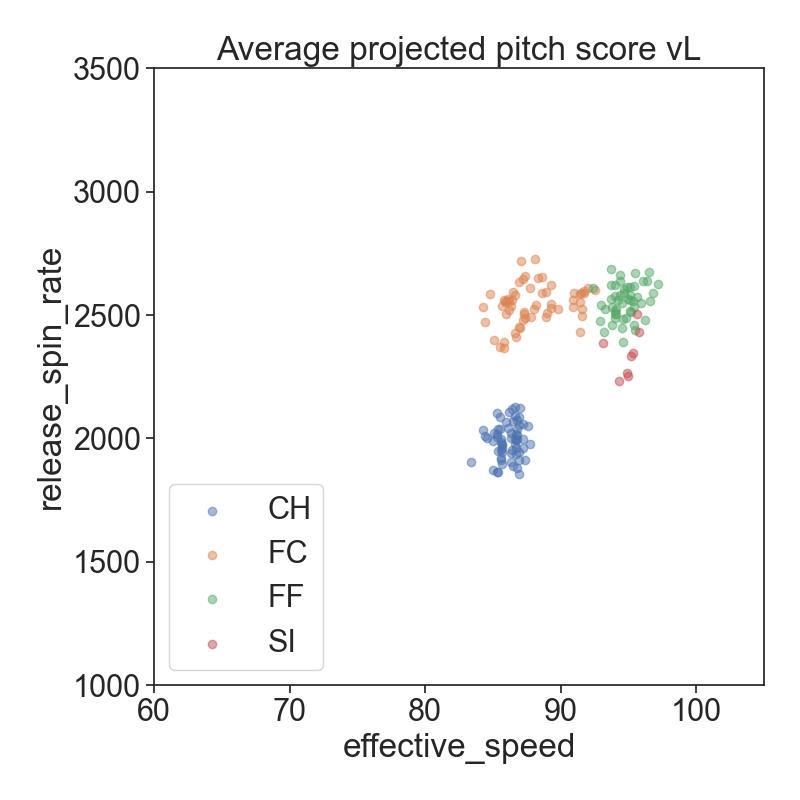 Average projected pitch score vL
3500
3000
2500
2000
1500
1000
release_spin_rate
CH
FC
FF
SI
60 70 80 90 100
effective_speed